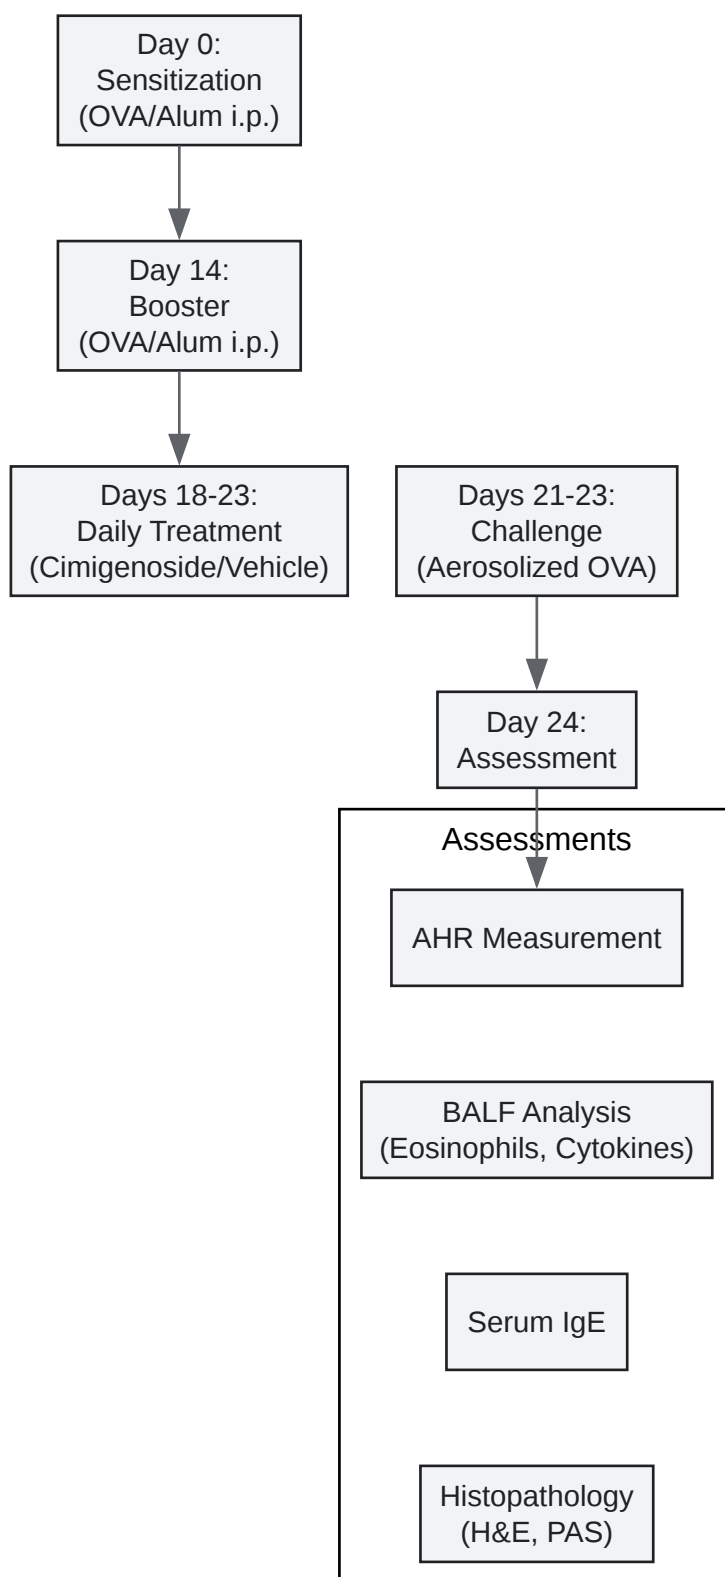 Day 0:
Sensitization
(OVA/Alum i.p.)
Day 14:
Booster
(OVA/Alum i.p.)
Days 18-23:
Daily Treatment
(Cimigenoside/Vehicle)
Days 21-23:
Challenge
(Aerosolized OVA)
Day 24:
Assessment
Assessments
AHR Measurement
BALF Analysis
(Eosinophils, Cytokines)
Serum IgE
Histopathology
(H&E, PAS)